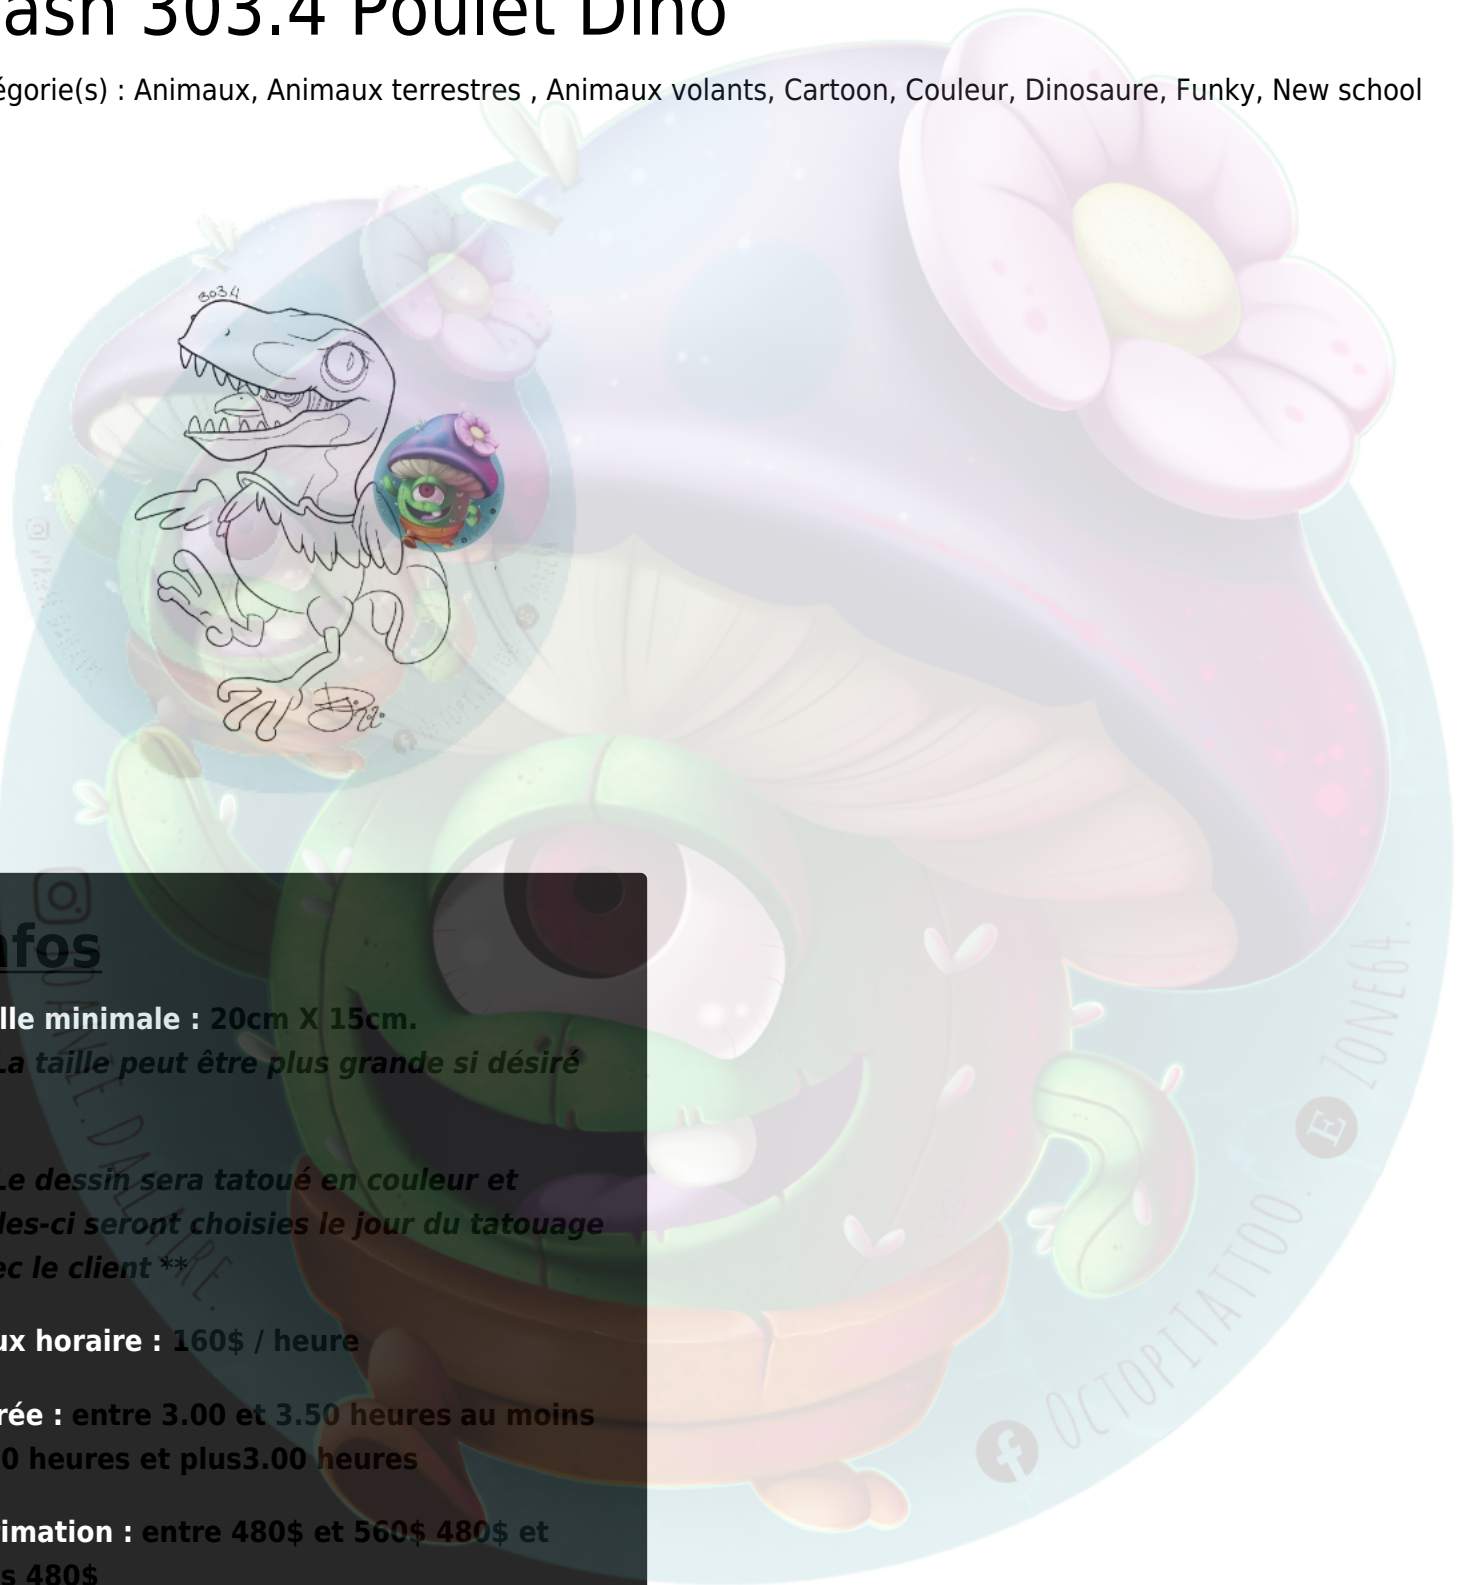 ash 303.4 Poulet Dino
égorie(s) : Animaux, Animaux terrestres , Animaux volants, Cartoon, Couleur, Dinosaure, Funky, New school
303.4
nfos
lle minimale : 20cm X 15cm.
La taille peut être plus grande si désiré
Le dessin sera tatoué en couleur et
les-ci seront choisies le jour du tatouage
ec le client **
ux horaire : 160$ / heure
rée : entre 3.00 et 3.50 heures au moins
0 heures et plus3.00 heures
imation : entre 480$ et 560$ 480$ et
s 480$
DALLAIRE.
OCTOPITATTOO.
E ZONE64.